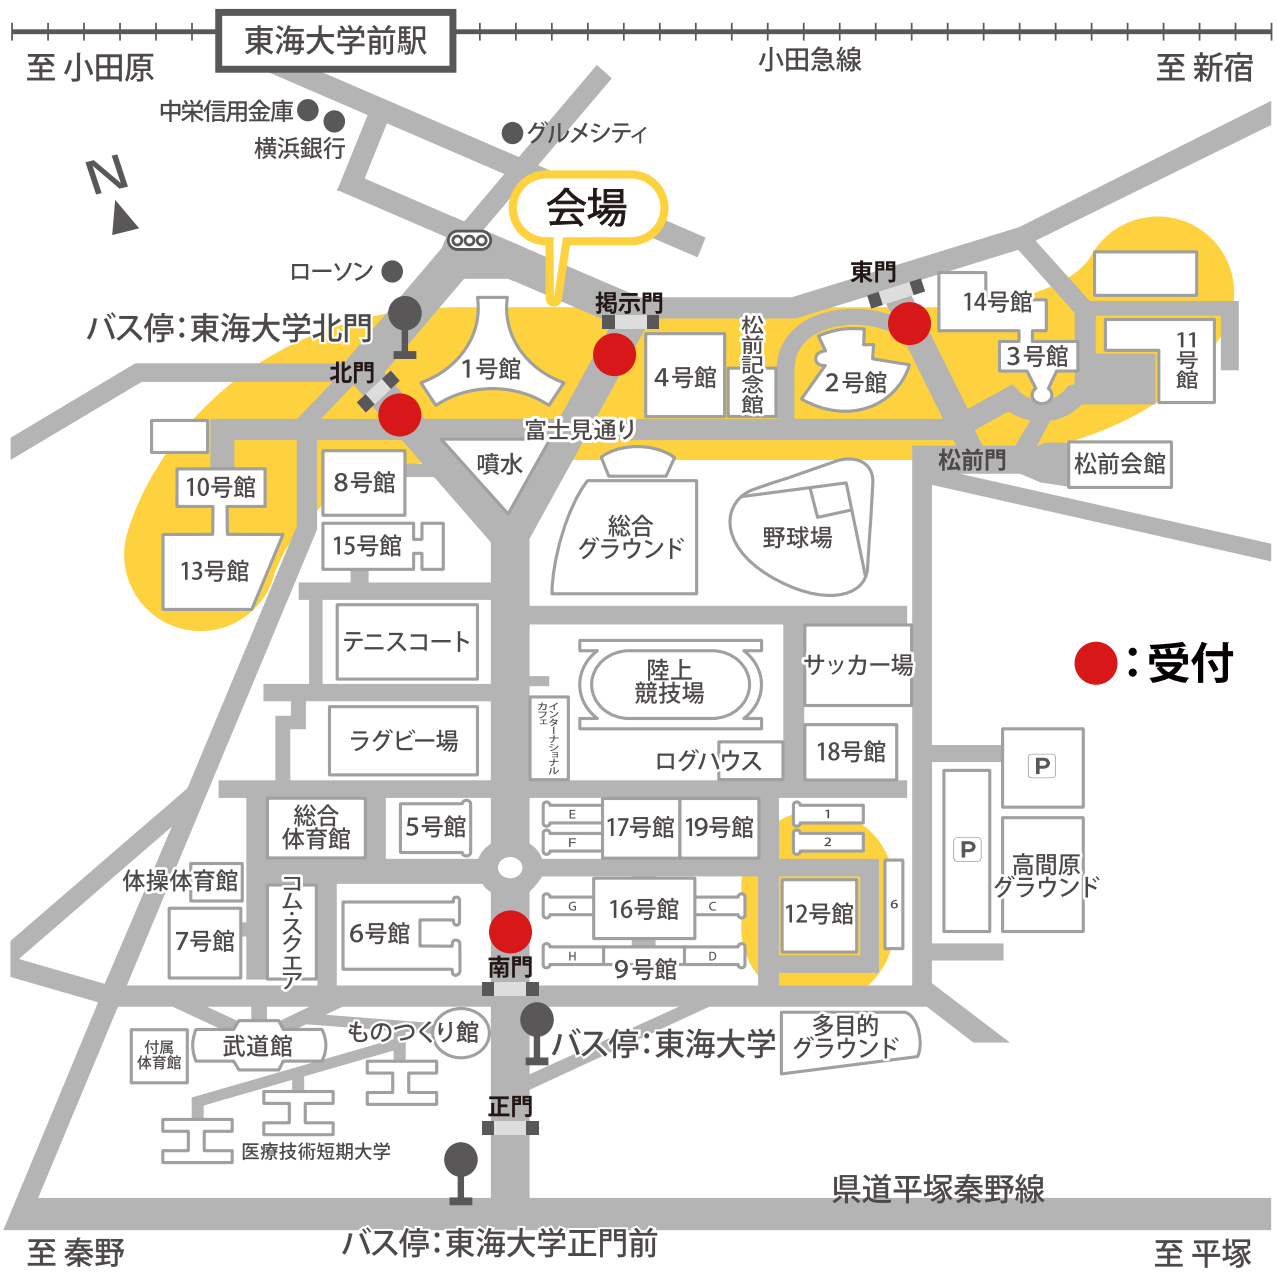 東海大学前駅
至 小田原
小田急線
至 新宿
中栄信用金庫
横浜銀行
グルメシティ
N
会場
ローソン
バス停：東海大学北門
掲示門
東門
14号館
松前記念館
1号館
4号館
2号館
3号館
11号館
北門
富士見通り
噴水
松前門
松前会館
10号館
8号館
13号館
15号館
総合
グラウンド
野球場
テニスコート
陸上
競技場
サッカー場
：受付
ラグビー場
インターナショナル
カフェ
ログハウス
18号館
P
P
総合
体育館
5号館
E
F
17号館
19号館
1
2
高間原
グラウンド
体操体育館
コム・スクエア
7号館
6号館
G
16号館
C
12号館
6
H
9号館
D
南門
付属
体育館
武道館
ものつくり館
バス停：東海大学
多目的
グラウンド
正門
医療技術短期大学
県道平塚秦野線
バス停：東海大学正門前
至 秦野
至 平塚